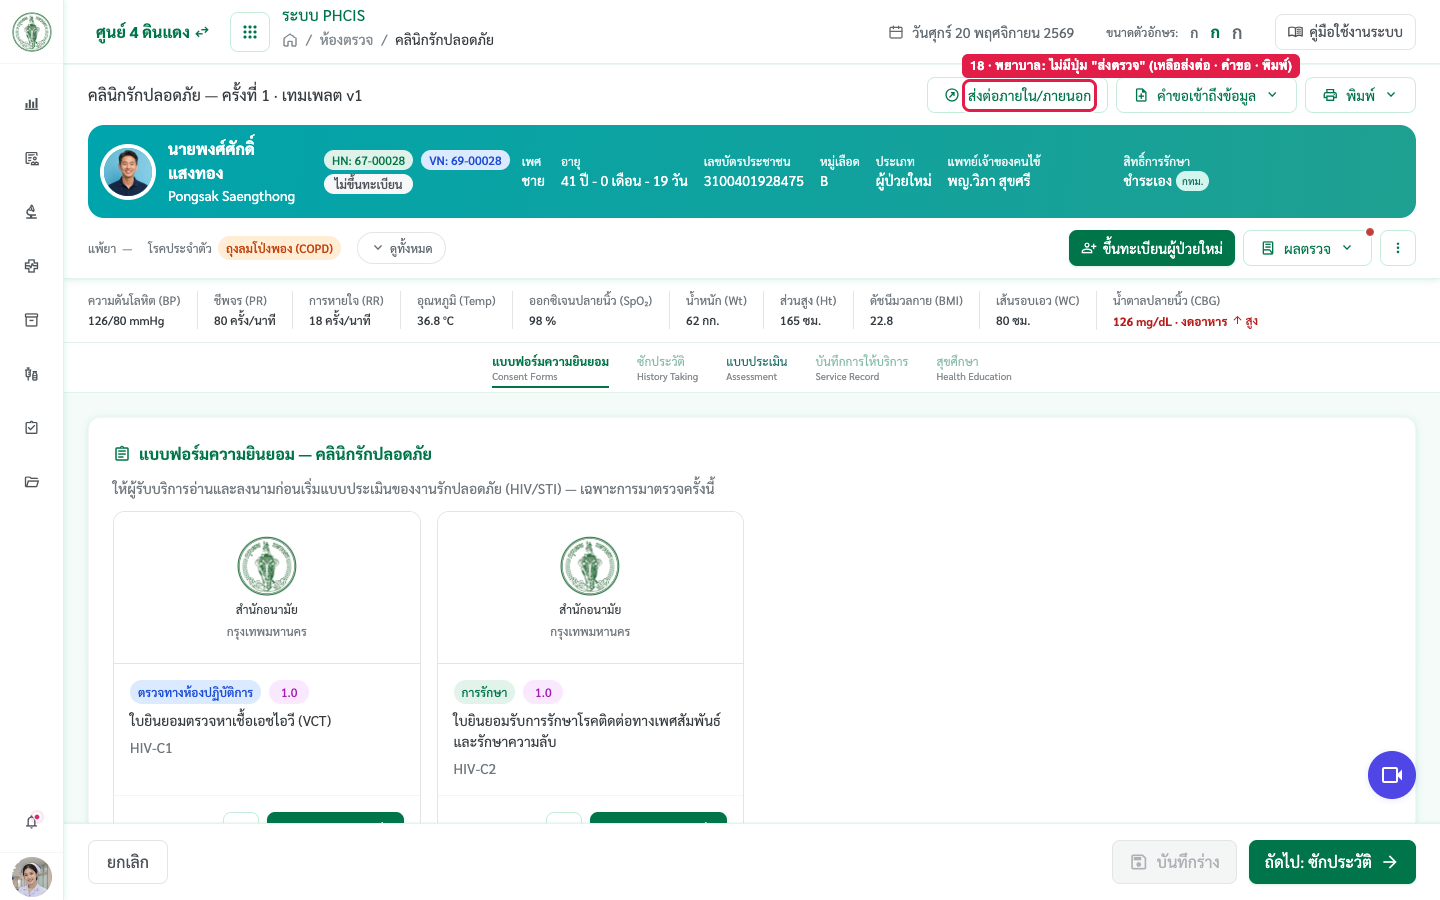 ศูนย์ 4 ดินแดง
ระบบ PHCIS
ห้องตรวจ / คลินิกรักปลอดภัย
วันศุกร์ 20 พฤศจิกายน 2569
ขนาดตัวอักษร: ก ก ก
คู่มือใช้งานระบบ
18 · พยาบาล: ไม่มีปุ่ม "ส่งตรวจ" (เหลือส่งต่อ · คำขอ · พิมพ์)
คลินิกรักปลอดภัย — ครั้งที่ 1 · เทมเพลต v1
ส่งต่อภายใน/ภายนอก
คำขอเข้าถึงข้อมูล
พิมพ์
นายพงศ์ศักดิ์
แสงทอง
Pongsak Saengthong
HN: 67-00028
VN: 69-00028
ไม่ขึ้นทะเบียน
เพศ
ชาย
อายุ
41 ปี - 0 เดือน - 19 วัน
เลขบัตรประชาชน
3100401928475
หมู่เลือด
B
ประเภท
ผู้ป่วยใหม่
แพทย์เจ้าของคนไข้
พญ.วิภา สุขศรี
สิทธิ์การรักษา
ชำระเอง กทม.
แพ้ยา —
โรคประจำตัว ถุงลมโป่งพอง (COPD)
ดูทั้งหมด
ขึ้นทะเบียนผู้ป่วยใหม่
ผลตรวจ
ความดันโลหิต (BP)
126/80 mmHg
ชีพจร (PR)
80 ครั้ง/นาที
การหายใจ (RR)
18 ครั้ง/นาที
อุณหภูมิ (Temp)
36.8 °C
ออกซิเจนปลายนิ้ว (SpO₂)
98 %
น้ำหนัก (Wt)
62 กก.
ส่วนสูง (Ht)
165 ซม.
ดัชนีมวลกาย (BMI)
22.8
เส้นรอบเอว (WC)
80 ซม.
น้ำตาลปลายนิ้ว (CBG)
126 mg/dL · งดอาหาร ↑ สูง
แบบฟอร์มความยินยอม
Consent Forms
ซักประวัติ
History Taking
แบบประเมิน
Assessment
บันทึกการให้บริการ
Service Record
สุขศึกษา
Health Education
แบบฟอร์มความยินยอม — คลินิกรักปลอดภัย
ให้ผู้รับบริการอ่านและลงนามก่อนเริ่มแบบประเมินของงานรักปลอดภัย (HIV/STI) — เฉพาะการมาตรวจครั้งนี้
สำนักอนามัย
กรุงเทพมหานคร
ตรวจทางห้องปฏิบัติการ 1.0
ใบยินยอมตรวจหาเชื้อเอชไอวี (VCT)
HIV-C1
สำนักอนามัย
กรุงเทพมหานคร
การรักษา 1.0
ใบยินยอมรับการรักษาโรคติดต่อทางเพศสัมพันธ์
และรักษาความลับ
HIV-C2
ยกเลิก
บันทึกร่าง
ถัดไป: ซักประวัติ